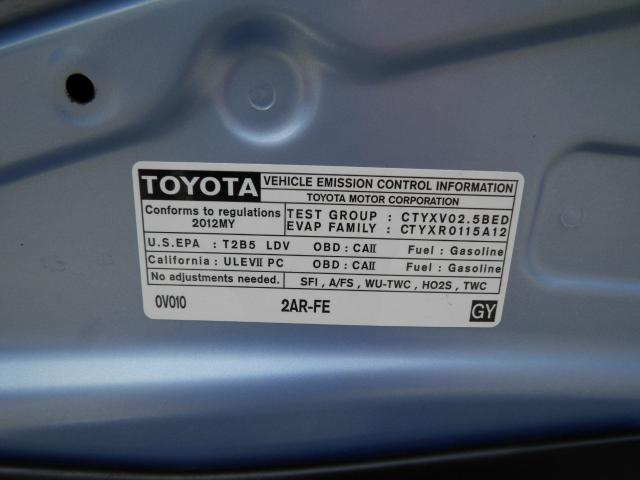 TOYOTA VEHICLE EMISSION CONTROL INFORMATION
TOYOTA MOTOR CORPORATION
Conforms to regulations
2012MY
TEST GROUP : CTYXV02.5BED
EVAP FAMILY : CTYXR0115A12
U.S.EPA : T2B5 LDV OBD : CAII Fuel : Gasoline
California : ULEVII PC OBD : CAII Fuel : Gasoline
No adjustments needed. SFI , A/FS , WU-TWC , HO2S , TWC
0V010 2AR-FE GY